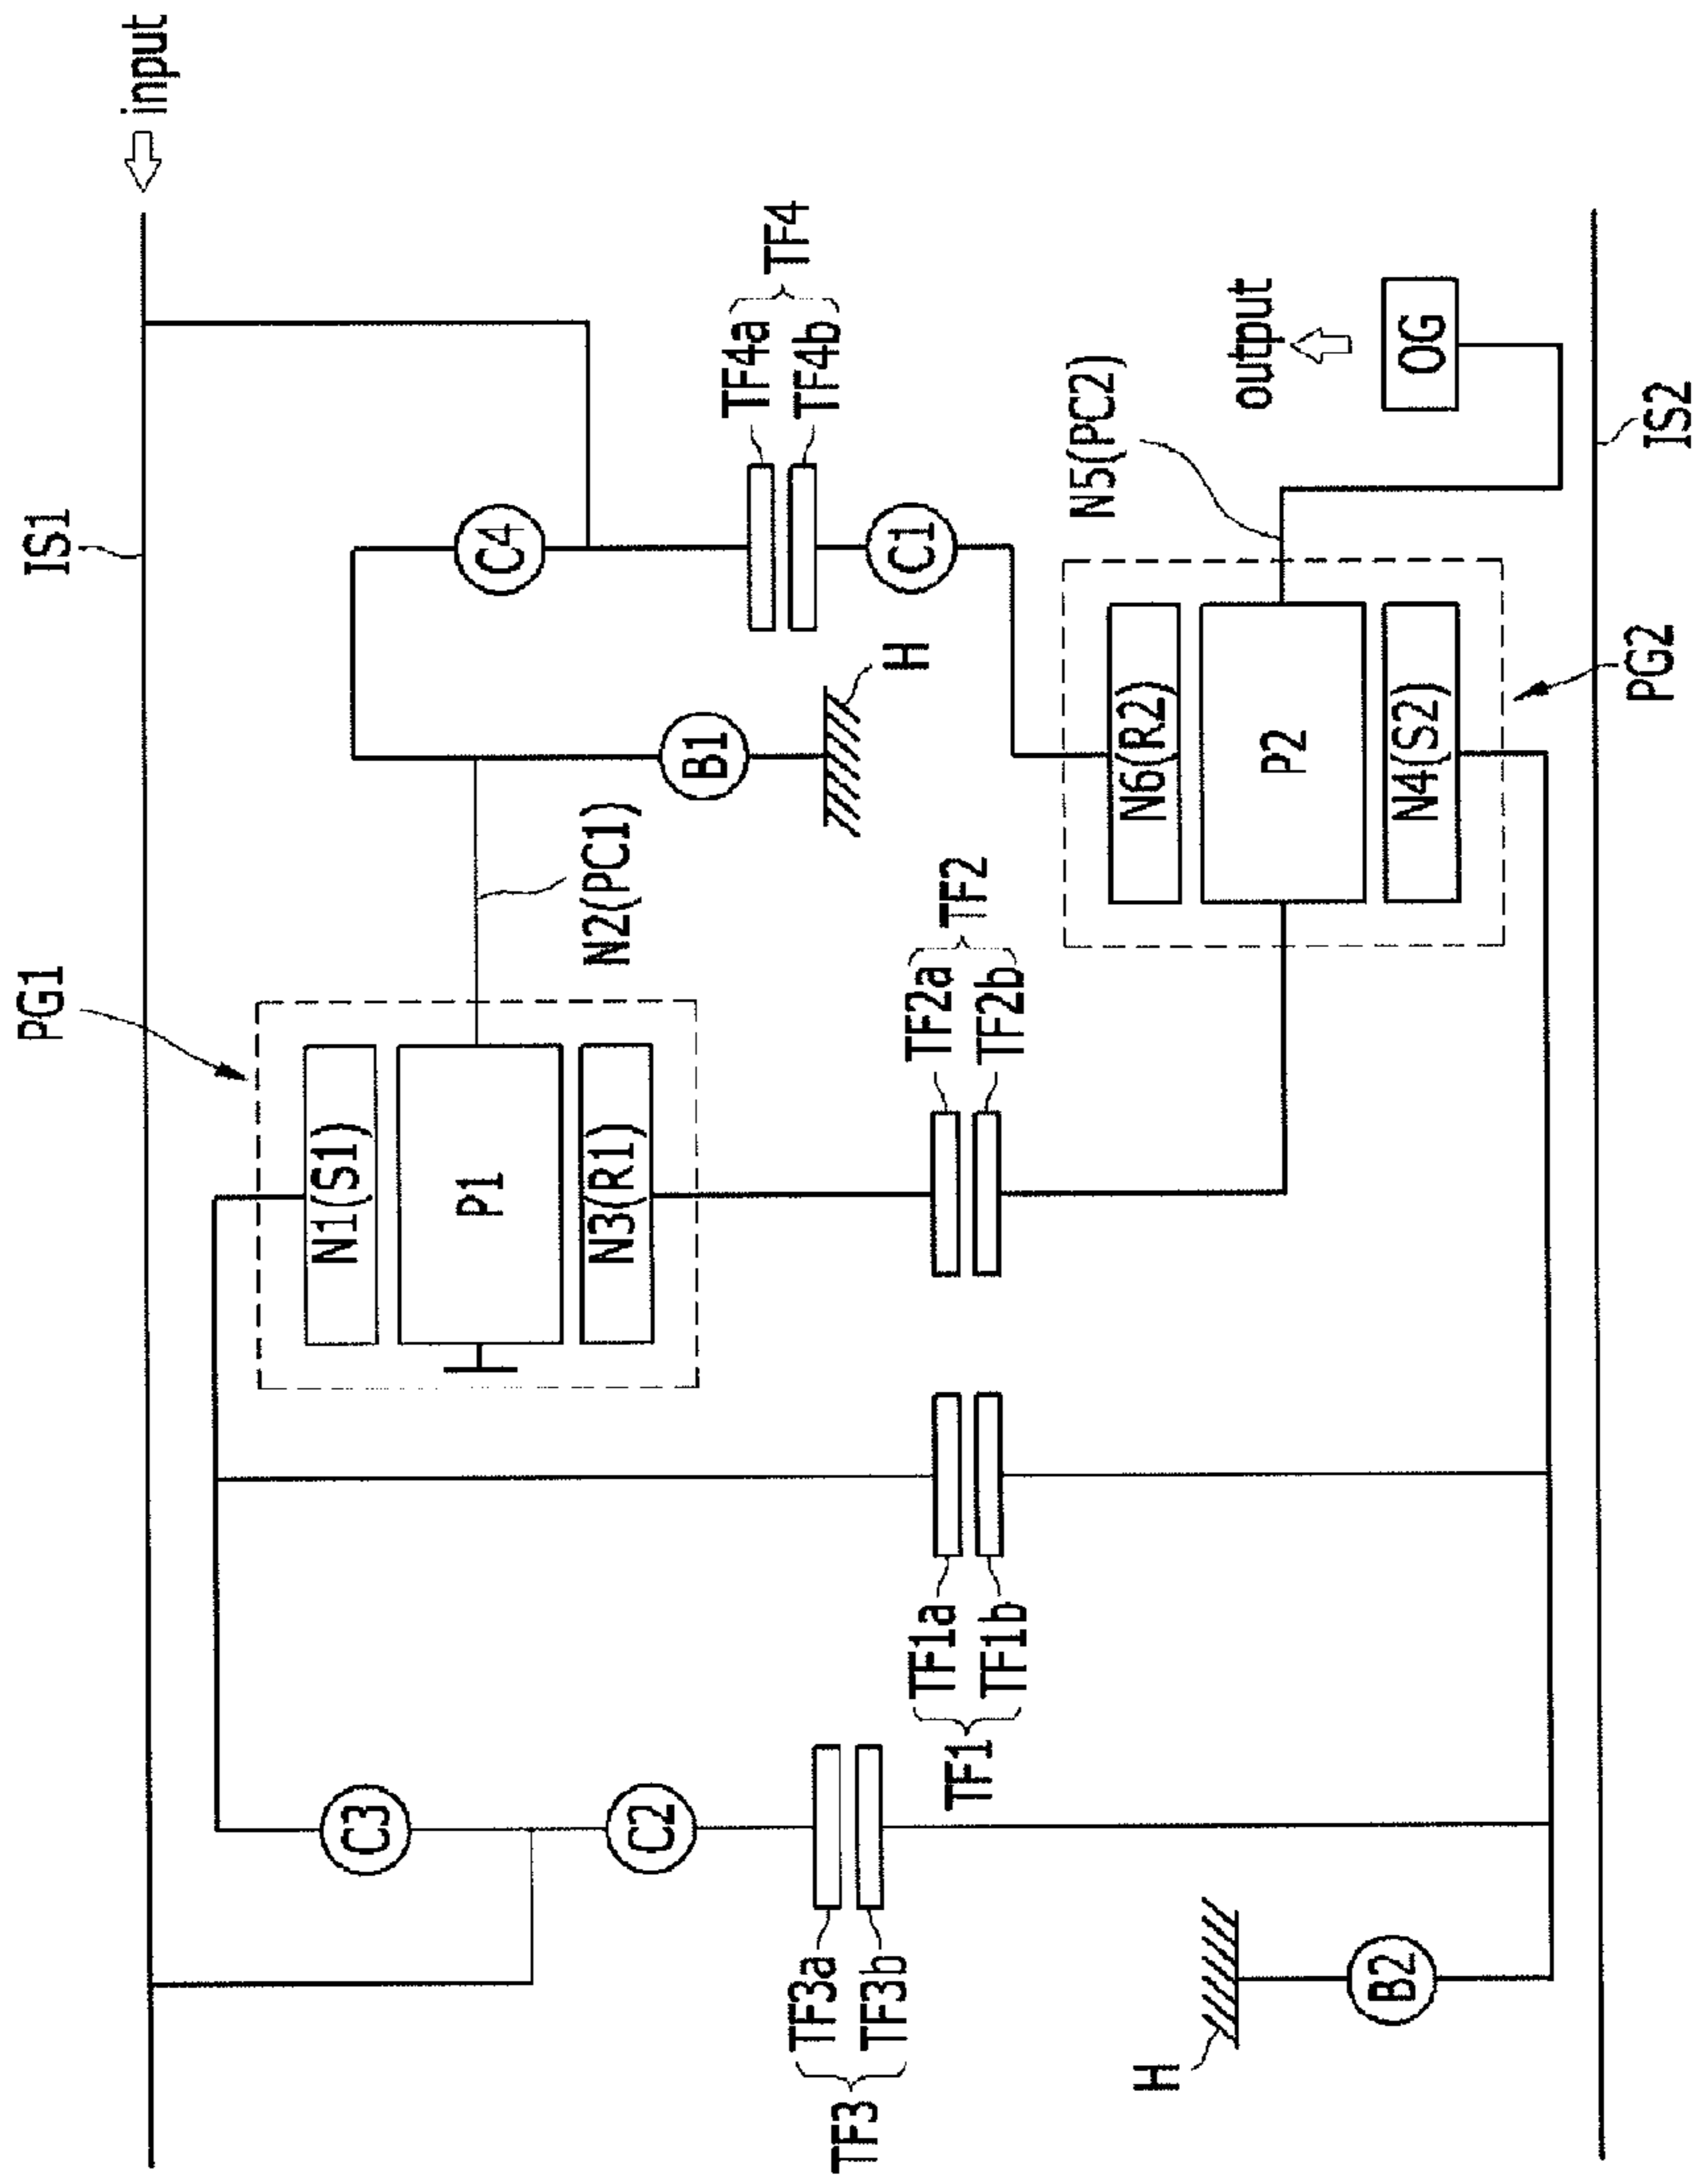 input
IS1
PG1
C4
TF4
TF4a
TF4b
N1(S1)
P1
N3(R1)
N2(PC1)
B1
H
C1
C3
C2
TF2
TF2a
TF2b
output
OG
N5(PC2)
TF1a
TF1b
TF1
N6(R2)
P2
N4(S2)
IS2
PG2
TF3a
TF3b
TF3
H
B2